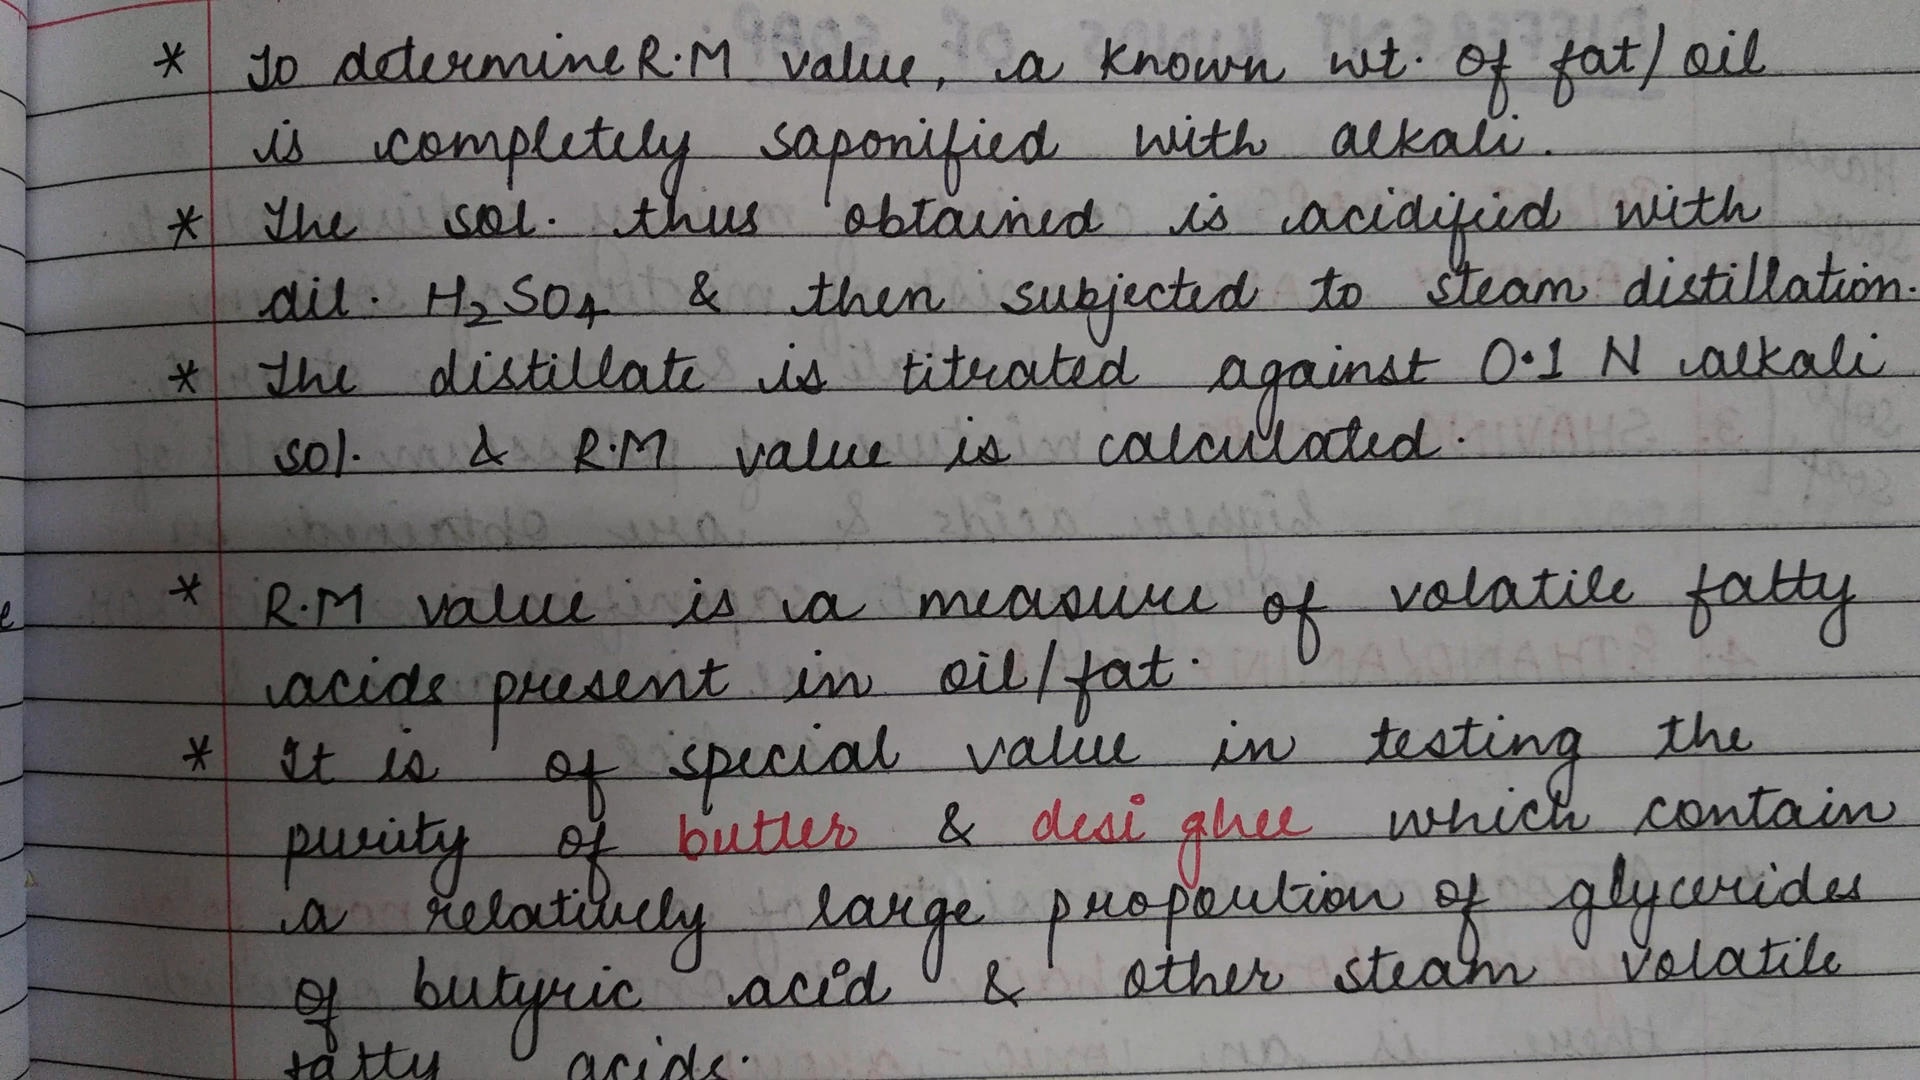 * To determine R.M value, a known wt. of fat/oil
is completely saponified with alkali.
* The sol. thus obtained is acidified with
dil. H2SO4 & then subjected to steam distillation.
* The distillate is titrated against 0.1 N alkali
sol. & R.M value is calculated.
* R.M value is a measure of volatile fatty
acids present in oil/fat.
* It is of special value in testing the
purity of butter & desi ghee which contain
a relatively large proportion of glycerides
of butyric acid & other steam volatile
fatty acids.